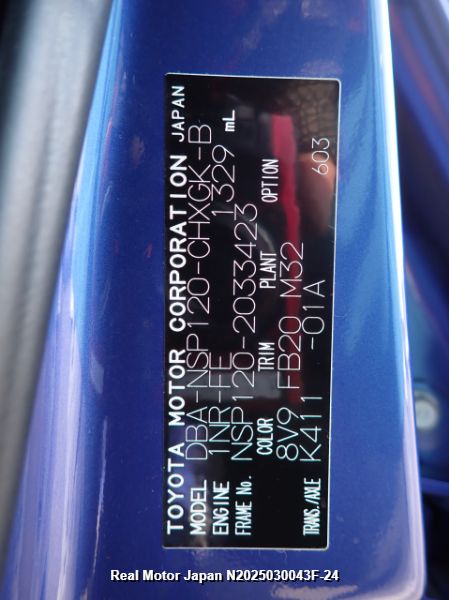 TOYOTA MOTOR CORPORATION JAPAN
MODEL DBA-NSP120-CHXGK-B
ENGINE 1NR-FE 1329 mL
FRAME No. NSP120-2033423
COLOR TRIM PLANT OPTION
8V9 FB20 M32 603
TRANS./AXLE K411 -01A
Real Motor Japan N2025030043F-24